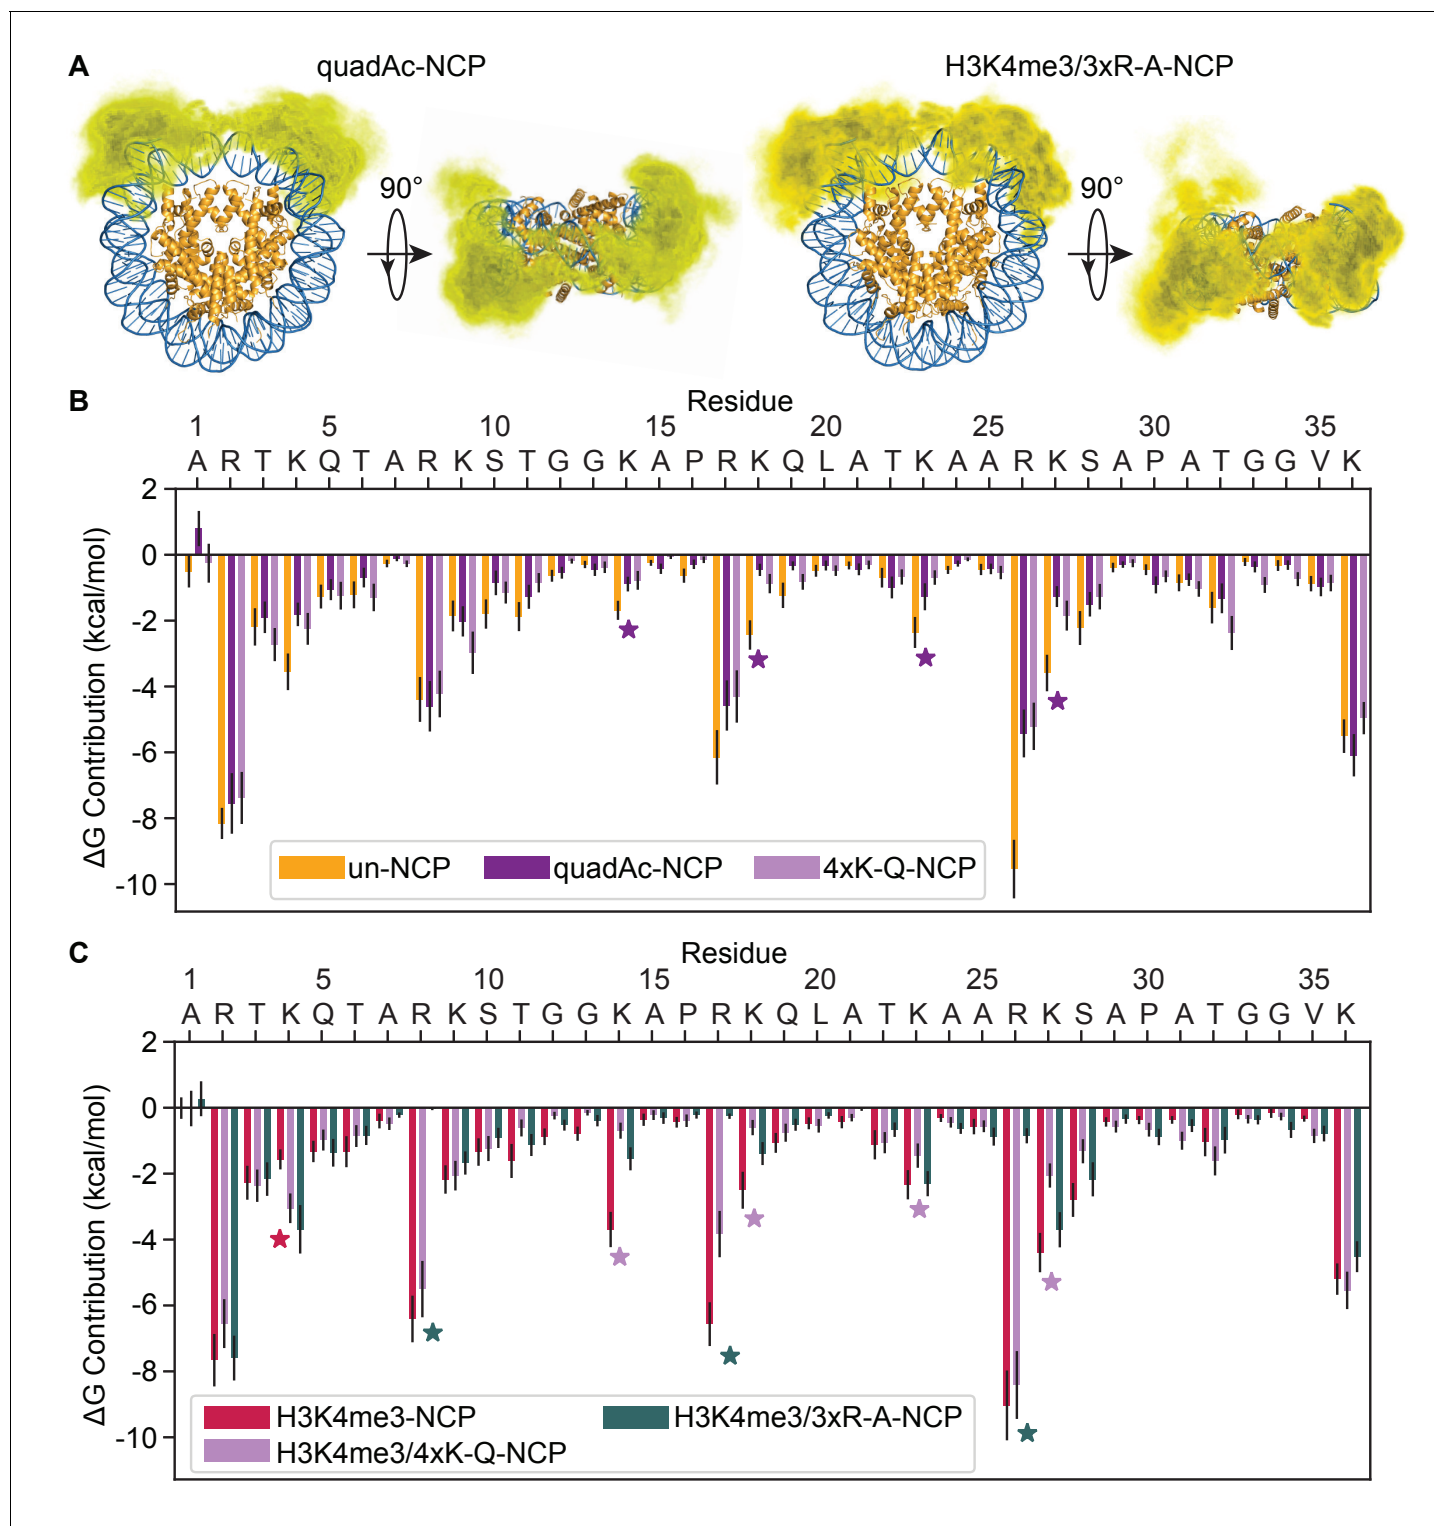 A
quadAc-NCP
H3K4me3/3xR-A-NCP
90°
90°
B
Residue
1 5 10 15 20 25 30 35
A R T K Q T A R K S T G G K A P R K Q L A T K A A R K S A P A T G G V K
2
0
-2
-4
-6
-8
-10
ΔG Contribution (kcal/mol)
un-NCP
quadAc-NCP
4xK-Q-NCP
C
Residue
1 5 10 15 20 25 30 35
A R T K Q T A R K S T G G K A P R K Q L A T K A A R K S A P A T G G V K
2
0
-2
-4
-6
-8
-10
ΔG Contribution (kcal/mol)
H3K4me3-NCP
H3K4me3/3xR-A-NCP
H3K4me3/4xK-Q-NCP